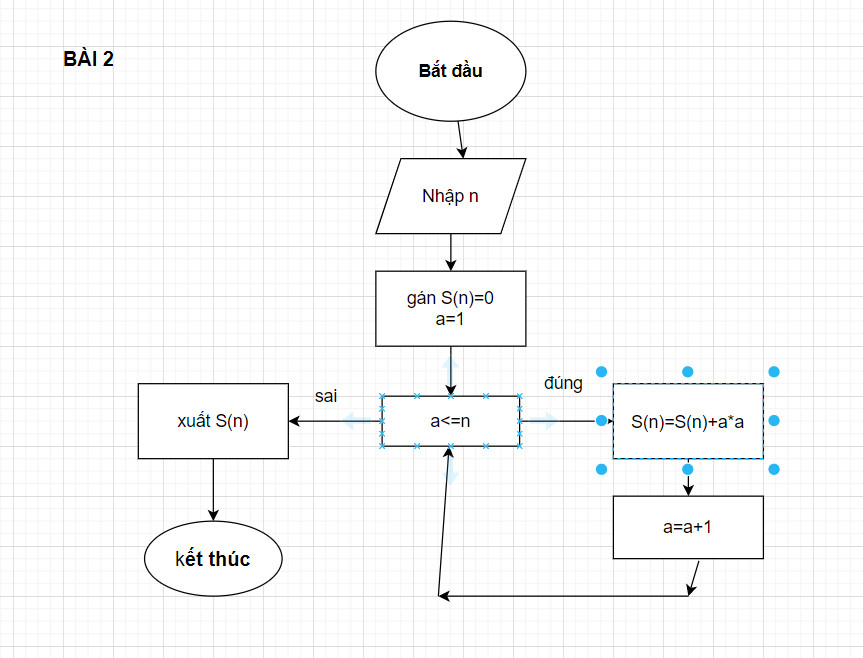 BÀI 2
Bắt đầu
Nhập n
gán S(n)=0
a=1
sai
đúng
xuất S(n)
a<=n
S(n)=S(n)+a*a
a=a+1
kết thúc